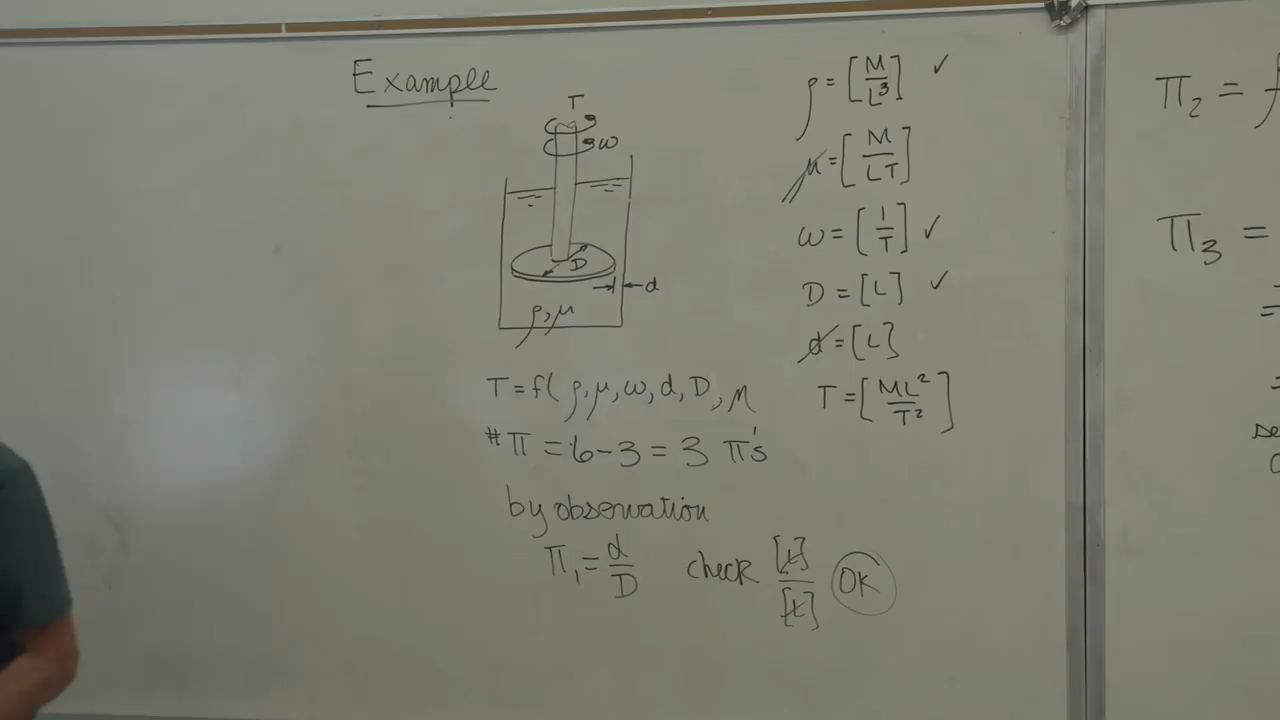 Example
T
ω
D
d
ρ, μ
T = f( ρ, μ, ω, d, D,
#Π = 6 - 3 = 3 Π's
by observation
Π₁ = d/D check [L]/[L] OK
ρ = [M/L³] ✓
μ = [M/LT]
ω = [1/T] ✓
D = [L] ✓
d = [L]
T = [ML²/T²]
Π₂ = f
Π₃ =
=
=